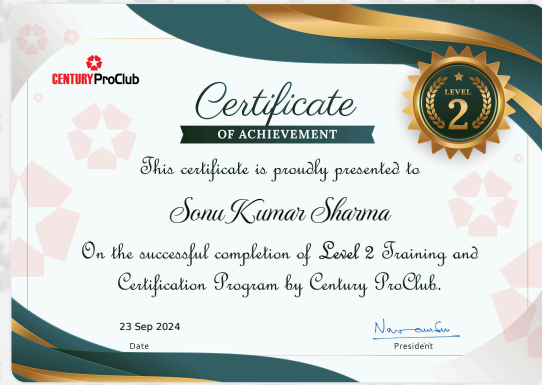 CENTURY ProClub
Certificate
OF ACHIEVEMENT
LEVEL
2
This certificate is proudly presented to
Sonu Kumar Sharma
On the successful completion of Level 2 Training and
Certification Program by Century ProClub.
23 Sep 2024
Date
President